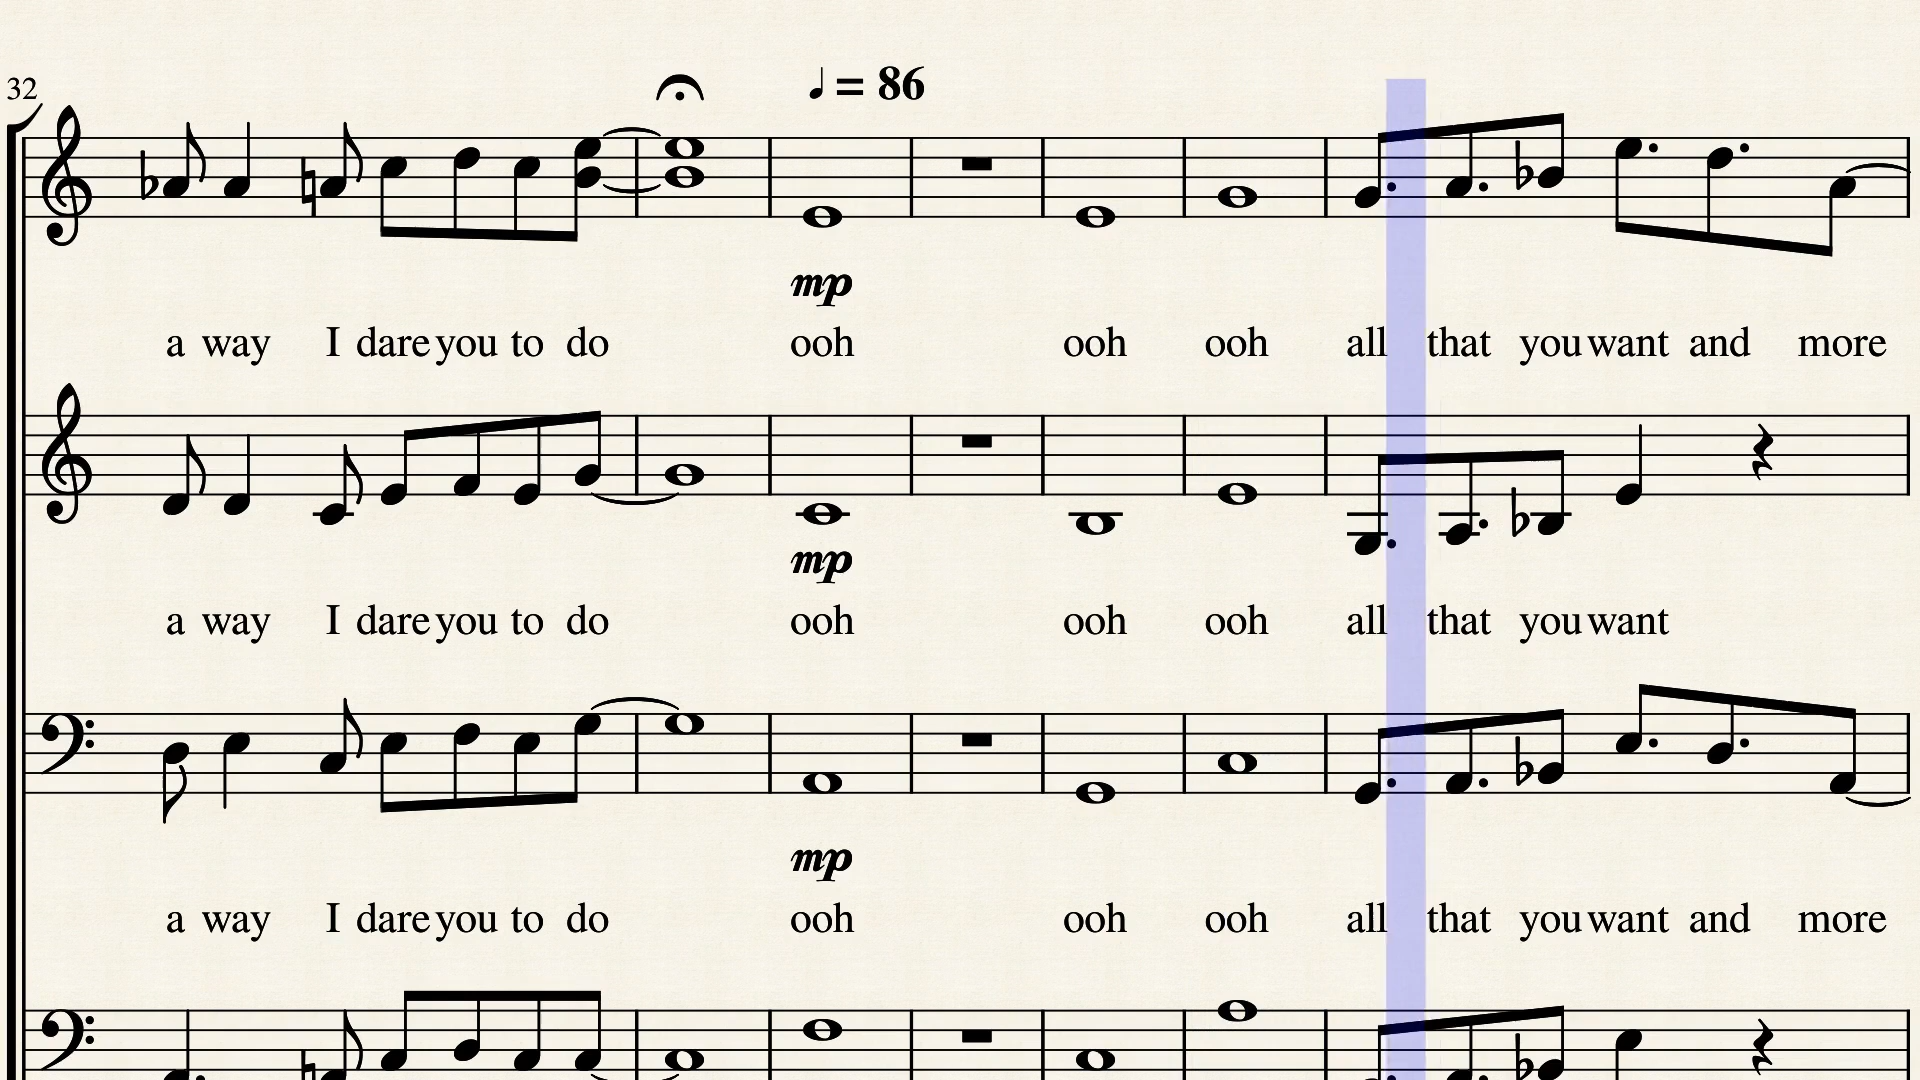 32
♩ = 86
mp
a way I dare you to do ooh ooh ooh all that you want and more
mp
a way I dare you to do ooh ooh ooh all that you want
mp
a way I dare you to do ooh ooh ooh all that you want and more